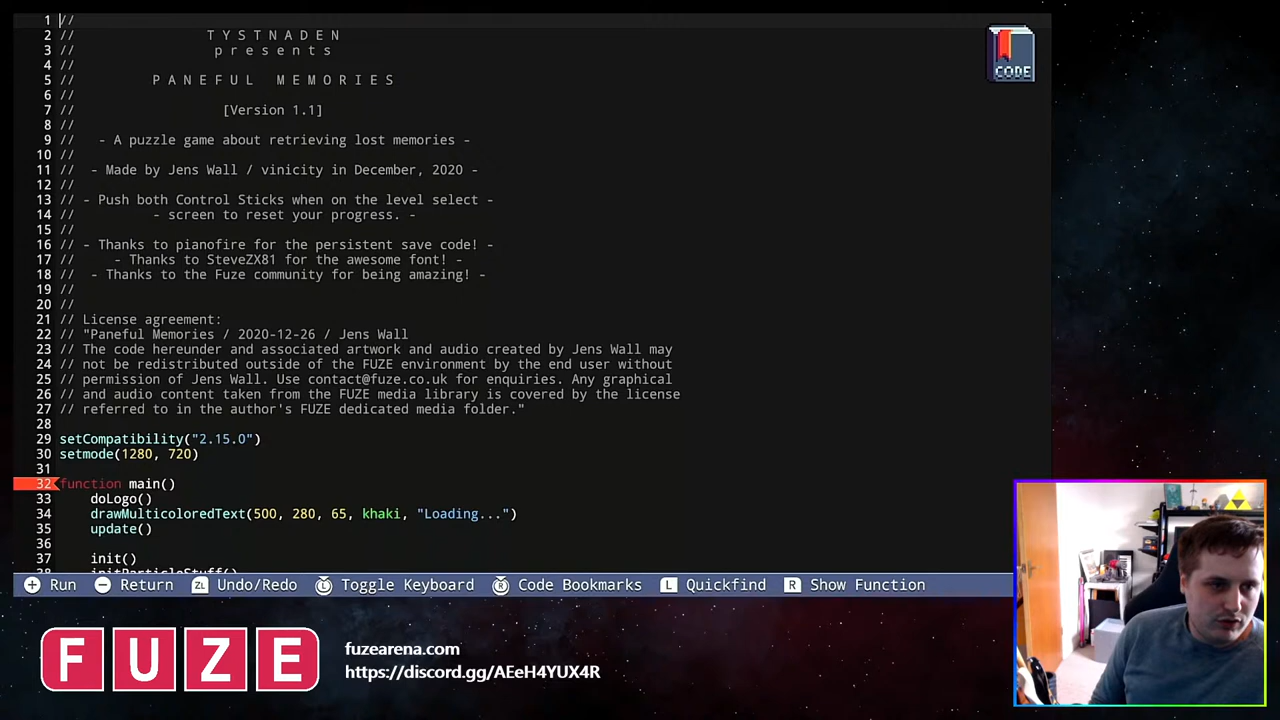 1 //
2 // T Y S T N A D E N
3 // p r e s e n t s
4 //
5 // P A N E F U L   M E M O R I E S
6 //
7 // [Version 1.1]
8 //
9 // - A puzzle game about retrieving lost memories -
10 //
11 // - Made by Jens Wall / vinicity in December, 2020 -
12 //
13 // - Push both Control Sticks when on the level select -
14 // - screen to reset your progress. -
15 //
16 // - Thanks to pianofire for the persistent save code! -
17 // - Thanks to SteveZX81 for the awesome font! -
18 // - Thanks to the Fuze community for being amazing! -
19 //
20 //
21 // License agreement:
22 // "Paneful Memories / 2020-12-26 / Jens Wall
23 // The code hereunder and associated artwork and audio created by Jens Wall may
24 // not be redistributed outside of the FUZE environment by the end user without
25 // permission of Jens Wall. Use contact@fuze.co.uk for enquiries. Any graphical
26 // and audio content taken from the FUZE media library is covered by the license
27 // referred to in the author's FUZE dedicated media folder."
28
29 setCompatibility("2.15.0")
30 setmode(1280, 720)
31
32 function main()
33 doLogo()
34 drawMulticoloredText(500, 280, 65, khaki, "Loading...")
35 update()
36
37 init()
38 initParticleStuff()
CODE
+ Run - Return ZL Undo/Redo Toggle Keyboard R Code Bookmarks L Quickfind R Show Function
FUZE
fuzearena.com
https://discord.gg/AEeH4YUX4R